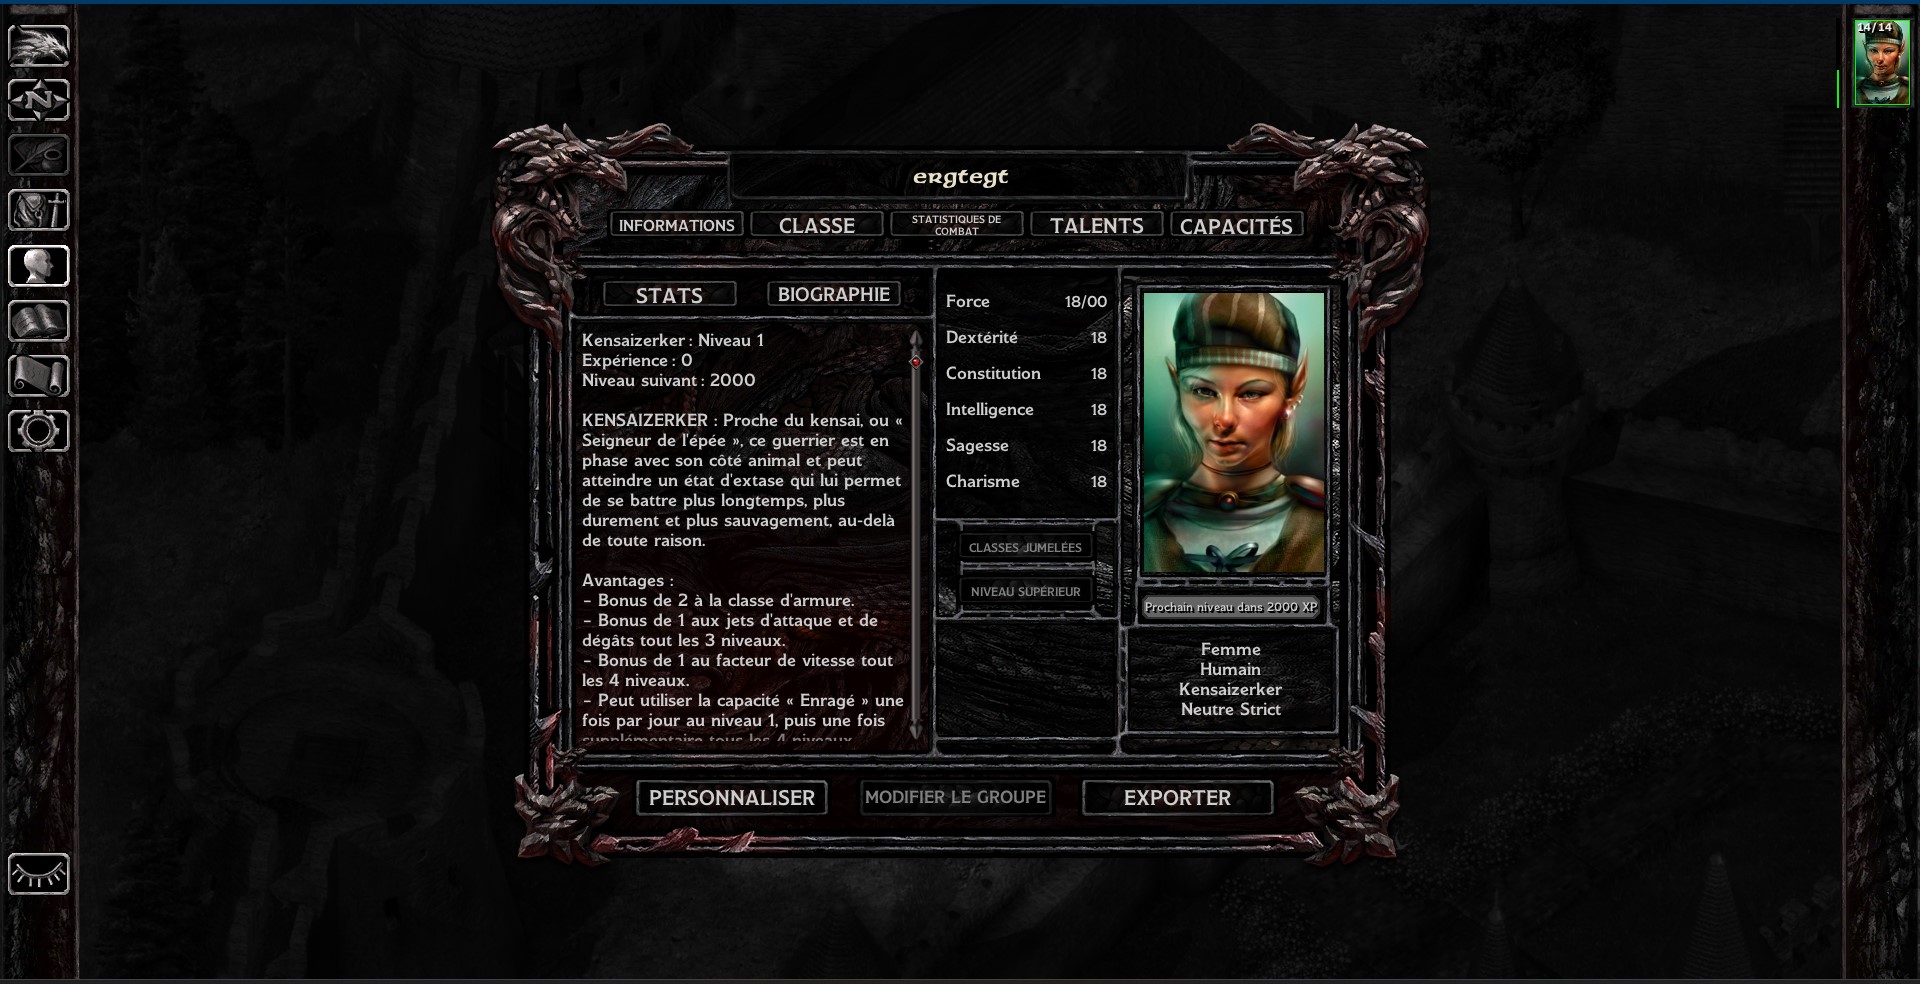 14/14
ergtegt
INFORMATIONS
CLASSE
STATISTIQUES DE
COMBAT
TALENTS
CAPACITÉS
STATS
BIOGRAPHIE
Kensaizerker : Niveau 1
Expérience : 0
Niveau suivant : 2000
KENSAIZERKER : Proche du kensai, ou «
Seigneur de l'épée », ce guerrier est en
phase avec son côté animal et peut
atteindre un état d'extase qui lui permet
de se battre plus longtemps, plus
durement et plus sauvagement, au-delà
de toute raison.
Avantages :
- Bonus de 2 à la classe d'armure.
- Bonus de 1 aux jets d'attaque et de
dégâts tout les 3 niveaux.
- Bonus de 1 au facteur de vitesse tout
les 4 niveaux.
- Peut utiliser la capacité « Enragé » une
fois par jour au niveau 1, puis une fois
supplémentaire tous les 4 niveaux
Force 18/00
Dextérité 18
Constitution 18
Intelligence 18
Sagesse 18
Charisme 18
CLASSES JUMELÉES
NIVEAU SUPÉRIEUR
Prochain niveau dans 2000 XP
Femme
Humain
Kensaizerker
Neutre Strict
PERSONNALISER
MODIFIER LE GROUPE
EXPORTER
N